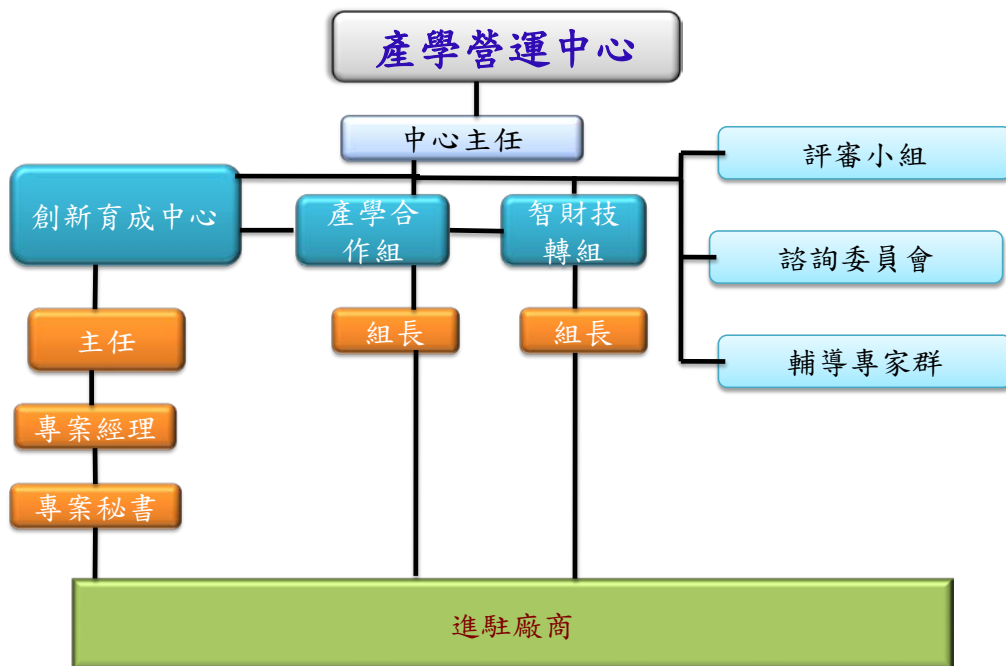 產學營運中心
中心主任
評審小組
創新育成中心
產學合
作組
智財技
轉組
諮詢委員會
主任
組長
組長
輔導專家群
專案經理
專案秘書
進駐廠商